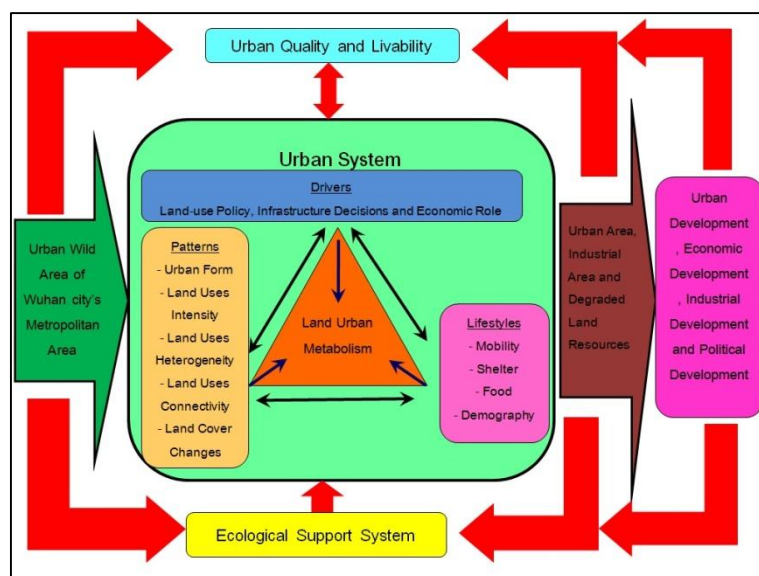 Urban Quality and Livability
Urban System
Drivers
Land-use Policy, Infrastructure Decisions and Economic Role
Urban Wild
Area of
Wuhan city's
Metropolitan
Area
Patterns
- Urban Form
- Land Uses
Intensity
- Land Uses
Heterogeneity
- Land Uses
Connectivity
- Land Cover
Changes
Land Urban
Metabolism
Lifestyles
- Mobility
- Shelter
- Food
- Demography
Urban Area,
Industrial
Area and
Degraded
Land
Resources
Urban
Development
, Economic
Development
, Industrial
Development
and Political
Development
Ecological Support System